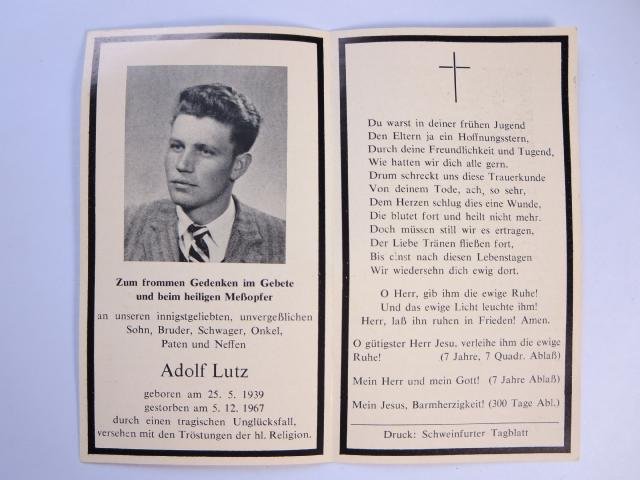 Zum frommen Gedenken im Gebete
und beim heiligen Meßopfer
an unseren innigstgeliebten, unvergeßlichen
Sohn, Bruder, Schwager, Onkel,
Paten und Neffen
Adolf Lutz
geboren am 25. 5. 1939
gestorben am 5. 12. 1967
durch einen tragischen Unglücksfall,
versehen mit den Tröstungen der hl. Religion.
Du warst in deiner frühen Jugend
Den Eltern ja ein Hoffnungsstern,
Durch deine Freundlichkeit und Tugend,
Wie hatten wir dich alle gern.
Drum schreckt uns diese Trauerkunde
Von deinem Tode, ach, so sehr,
Dem Herzen schlug dies eine Wunde,
Die blutet fort und heilt nicht mehr.
Doch müssen still wir es ertragen,
Der Liebe Tränen fließen fort,
Bis einst nach diesen Lebenstagen
Wir wiedersehn dich ewig dort.
O Herr, gib ihm die ewige Ruhe!
Und das ewige Licht leuchte ihm!
Herr, laß ihn ruhen in Frieden! Amen.
O gütigster Herr Jesu, verleihe ihm die ewige
Ruhe! (7 Jahre, 7 Quadr. Ablaß)
Mein Herr und mein Gott! (7 Jahre Ablaß)
Mein Jesus, Barmherzigkeit! (300 Tage Abl.)
Druck: Schweinfurter Tagblatt